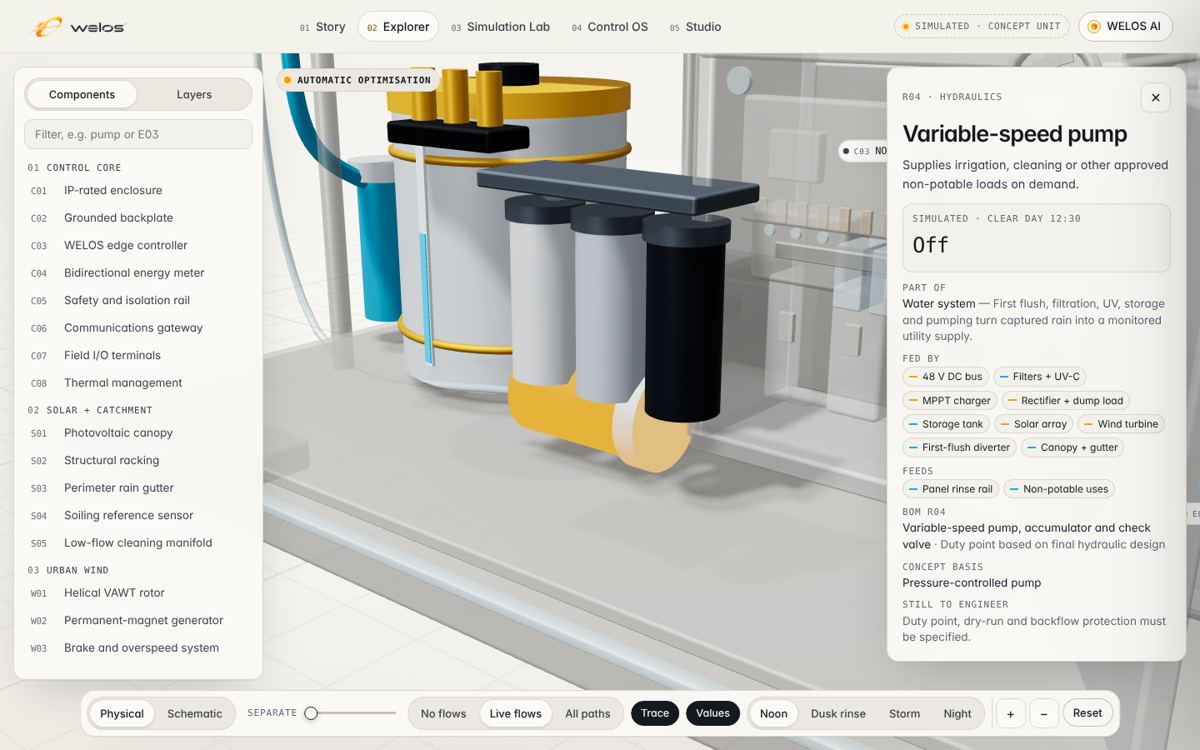 welos
01 Story
02 Explorer
03 Simulation Lab
04 Control OS
05 Studio
SIMULATED · CONCEPT UNIT
WELOS AI
Components
Layers
Filter, e.g. pump or E03
01 CONTROL CORE
C01 IP-rated enclosure
C02 Grounded backplate
C03 WELOS edge controller
C04 Bidirectional energy meter
C05 Safety and isolation rail
C06 Communications gateway
C07 Field I/O terminals
C08 Thermal management
02 SOLAR + CATCHMENT
S01 Photovoltaic canopy
S02 Structural racking
S03 Perimeter rain gutter
S04 Soiling reference sensor
S05 Low-flow cleaning manifold
03 URBAN WIND
W01 Helical VAWT rotor
W02 Permanent-magnet generator
W03 Brake and overspeed system
AUTOMATIC OPTIMISATION
C03 NO
R04 · HYDRAULICS
×
Variable-speed pump
Supplies irrigation, cleaning or other approved
non-potable loads on demand.
SIMULATED · CLEAR DAY 12:30
Off
PART OF
Water system — First flush, filtration, UV, storage
and pumping turn captured rain into a monitored
utility supply.
FED BY
48 V DC bus
Filters + UV-C
MPPT charger
Rectifier + dump load
Storage tank
Solar array
Wind turbine
First-flush diverter
Canopy + gutter
FEEDS
Panel rinse rail
Non-potable uses
BOM R04
Variable-speed pump, accumulator and check
valve · Duty point based on final hydraulic design
CONCEPT BASIS
Pressure-controlled pump
STILL TO ENGINEER
Duty point, dry-run and backflow protection must
be specified.
Physical
Schematic
SEPARATE
No flows
Live flows
All paths
Trace
Values
Noon
Dusk rinse
Storm
Night
+
−
Reset